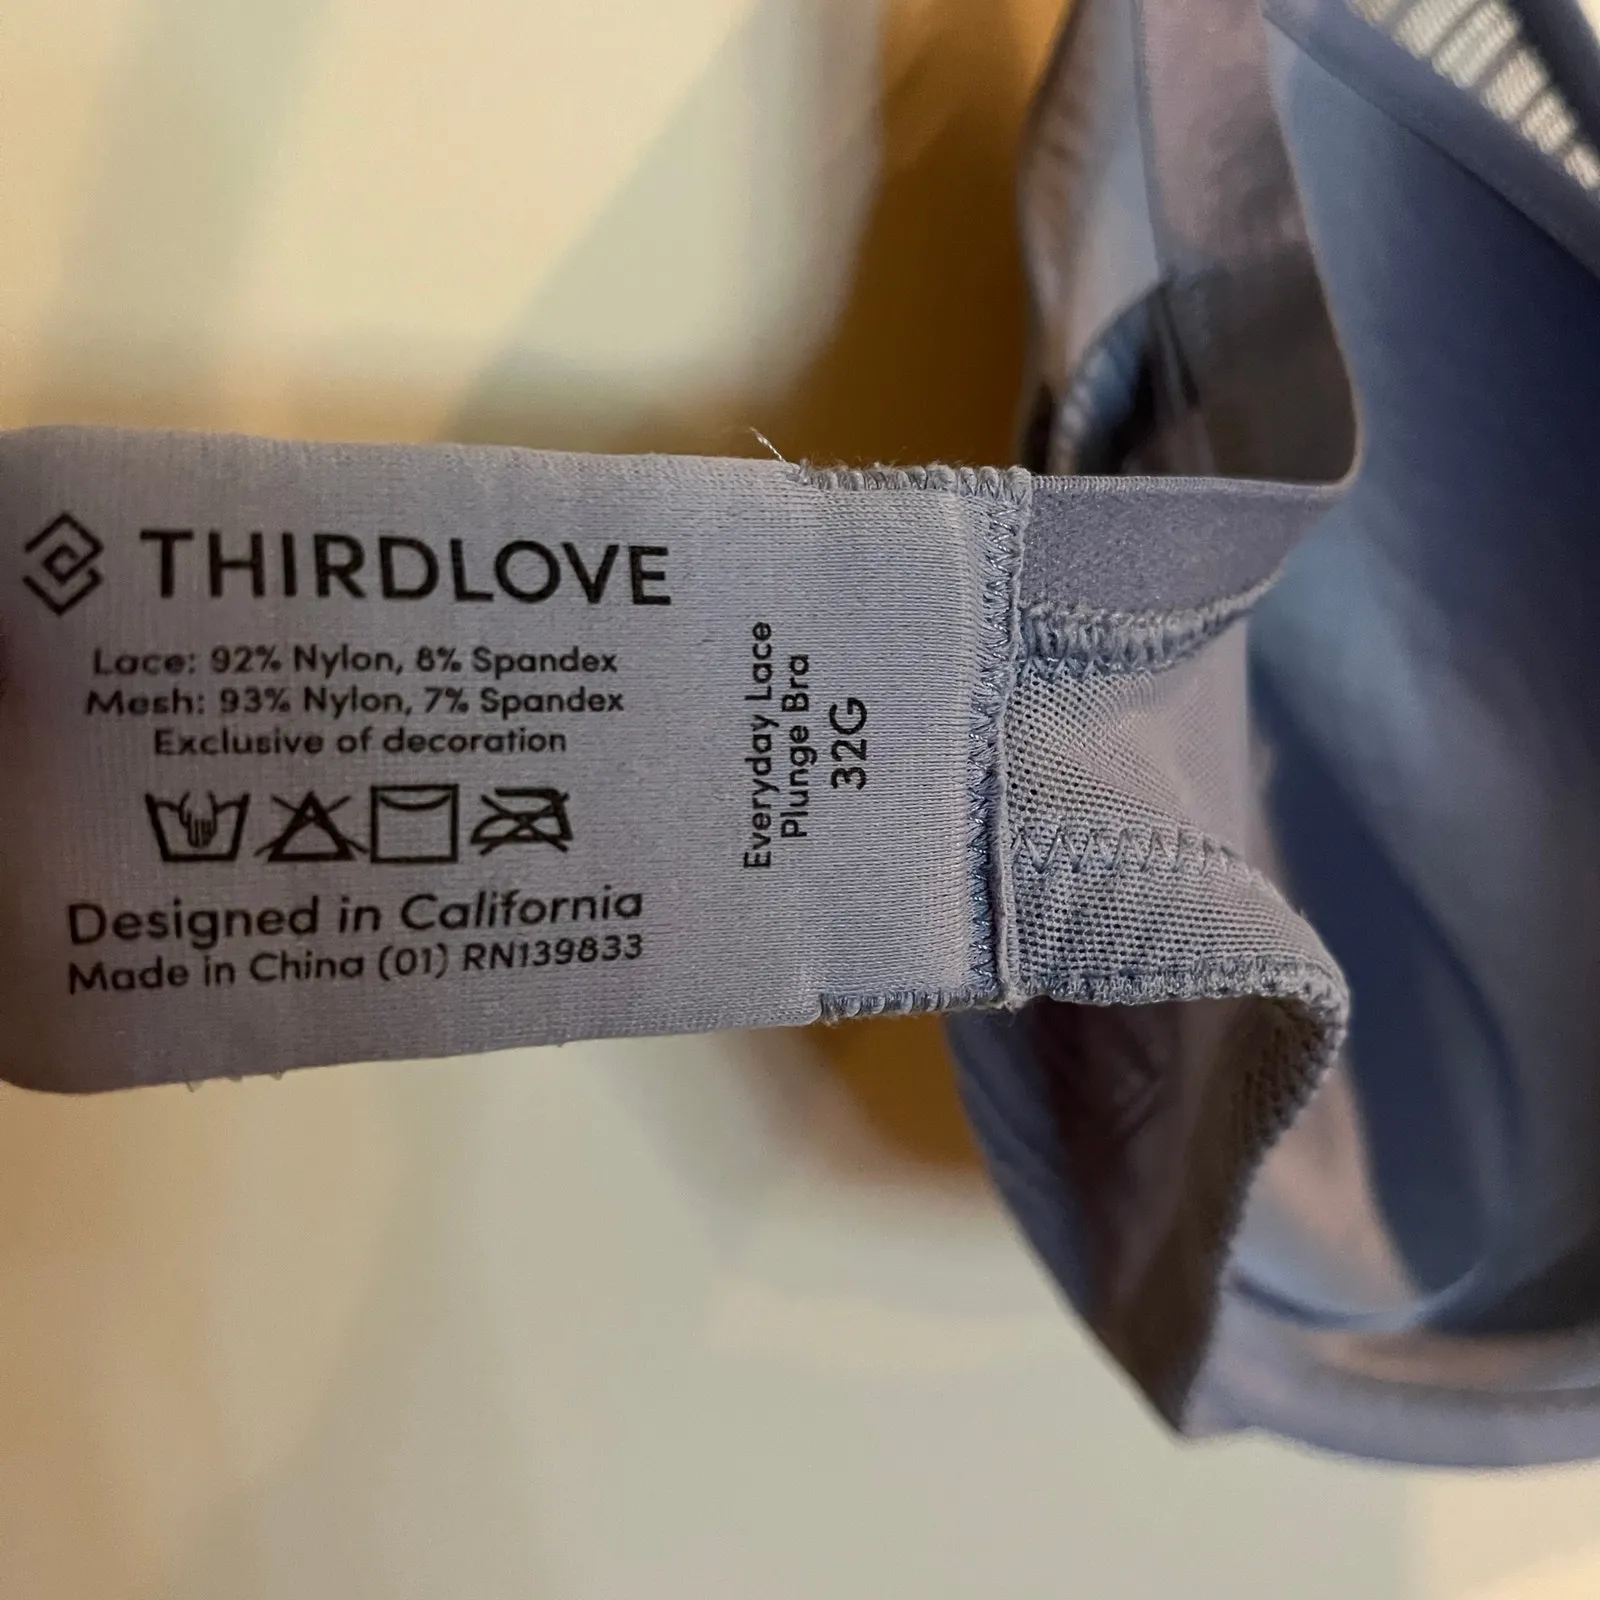 THIRDLOVE
Lace: 92% Nylon, 8% Spandex
Mesh: 93% Nylon, 7% Spandex
Exclusive of decoration
Designed in California
Made in China (01) RN139833
Everyday Lace
Plunge Bra
32G